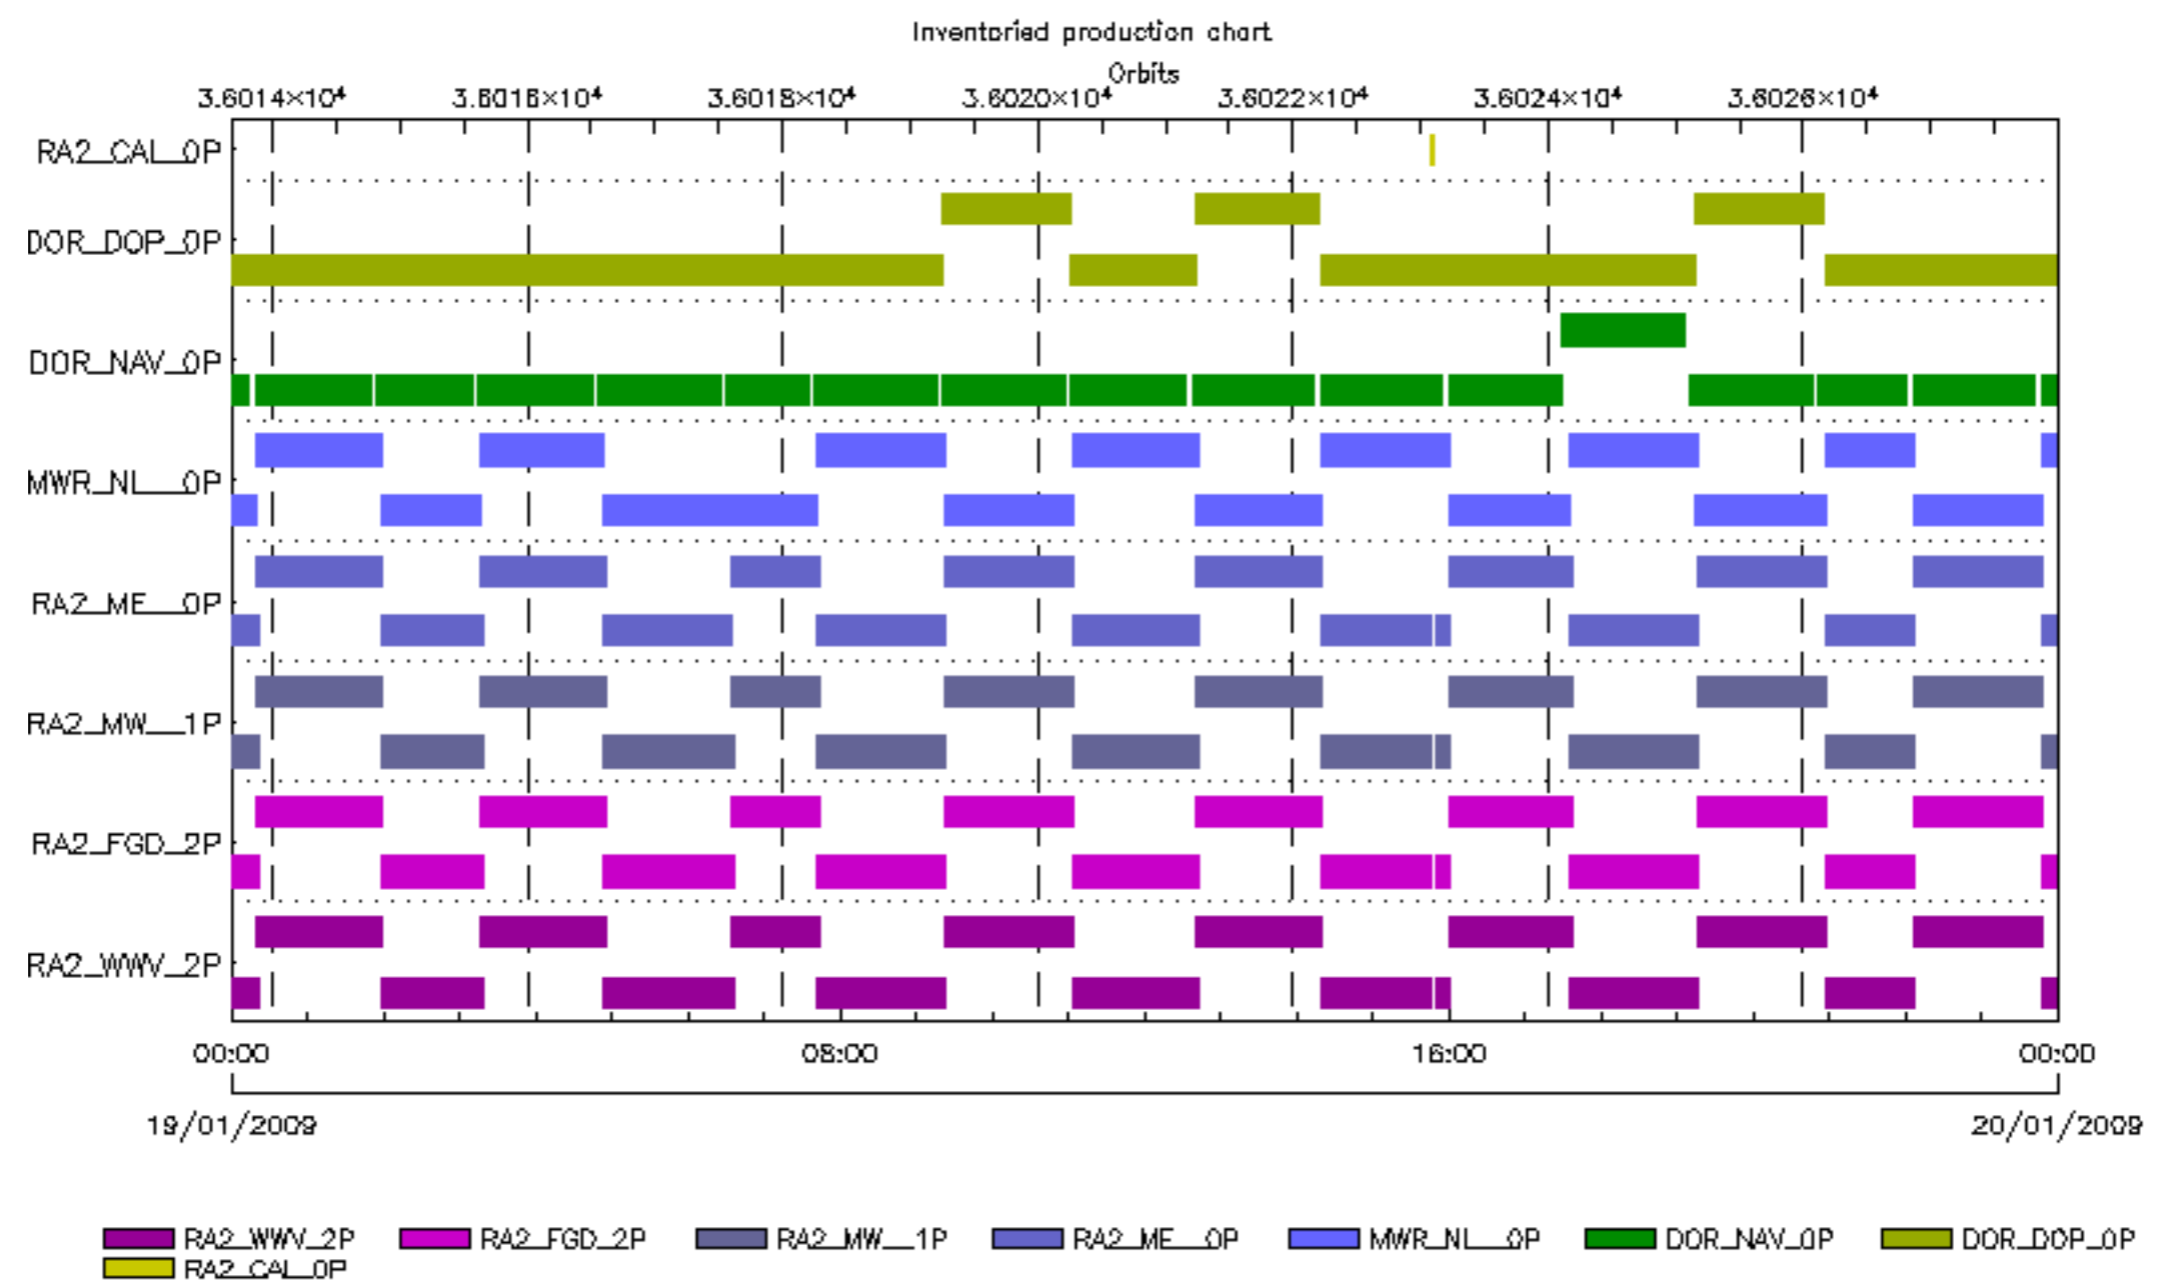 Inventoried production chart
Orbits
3.6014×10⁴ 3.6016×10⁴ 3.6018×10⁴ 3.6020×10⁴ 3.6022×10⁴ 3.6024×10⁴ 3.6026×10⁴
RA2_CAL_0P
DOR_DOP_0P
DOR_NAV_0P
MWR_NL__0P
RA2_ME__0P
RA2_MW__1P
RA2_FGD_2P
RA2_WWV_2P
00:00 08:00 16:00 00:00
19/01/2009 20/01/2009
RA2_WWV_2P RA2_FGD_2P RA2_MW__1P RA2_ME__0P MWR_NL__0P DOR_NAV_0P DOR_DOP_0P
RA2_CAL_0P